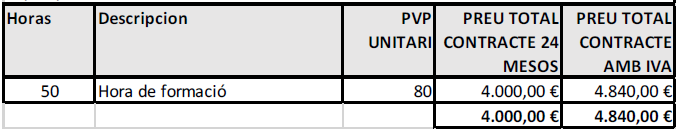 Horas Descripcion PVP UNITARI PREU TOTAL CONTRACTE 24 MESOS PREU TOTAL CONTRACTE AMB IVA
50 Hora de formació 80 4.000,00 € 4.840,00 €
4.000,00 € 4.840,00 €